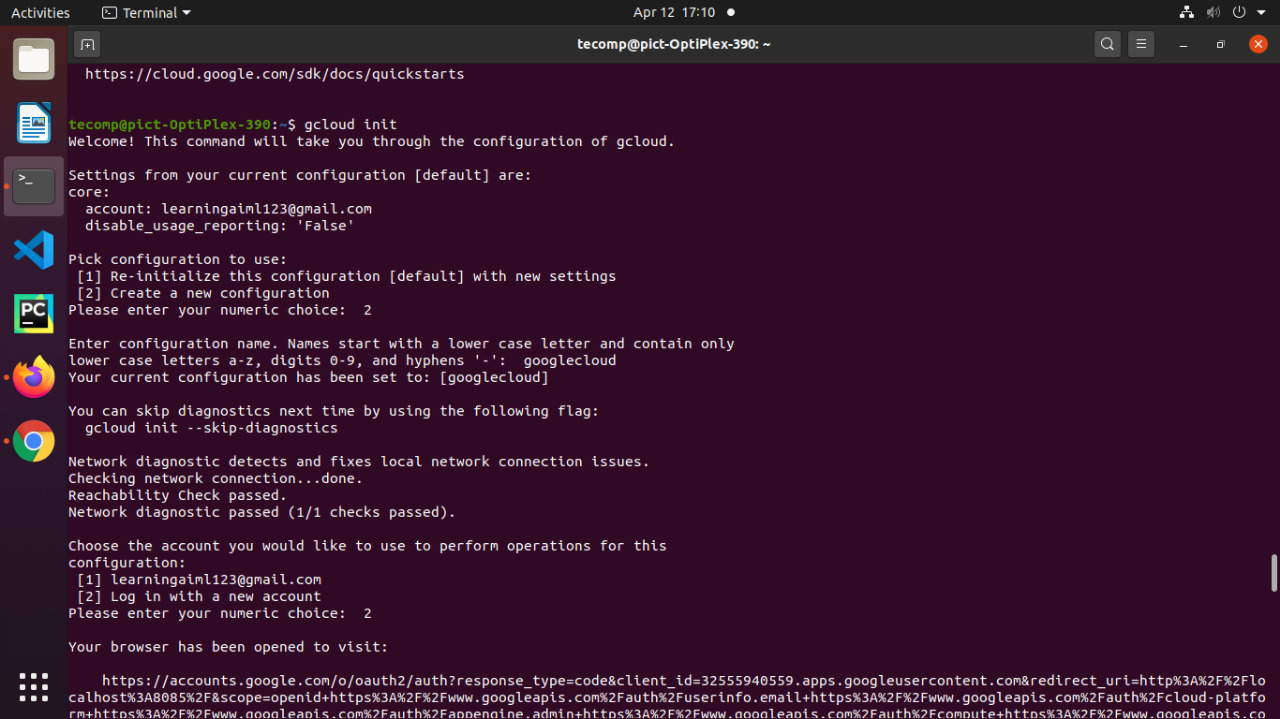 Activities
Terminal
Apr 12 17:10
tecomp@pict-OptiPlex-390: ~
https://cloud.google.com/sdk/docs/quickstarts
tecomp@pict-OptiPlex-390:~$ gcloud init
Welcome! This command will take you through the configuration of gcloud.
Settings from your current configuration [default] are:
core:
account: learningaiml123@gmail.com
disable_usage_reporting: 'False'
Pick configuration to use:
[1] Re-initialize this configuration [default] with new settings
[2] Create a new configuration
Please enter your numeric choice: 2
Enter configuration name. Names start with a lower case letter and contain only
lower case letters a-z, digits 0-9, and hyphens '-': googlecloud
Your current configuration has been set to: [googlecloud]
You can skip diagnostics next time by using the following flag:
gcloud init --skip-diagnostics
Network diagnostic detects and fixes local network connection issues.
Checking network connection...done.
Reachability Check passed.
Network diagnostic passed (1/1 checks passed).
Choose the account you would like to use to perform operations for this
configuration:
[1] learningaiml123@gmail.com
[2] Log in with a new account
Please enter your numeric choice: 2
Your browser has been opened to visit:
https://accounts.google.com/o/oauth2/auth?response_type=code&client_id=32555940559.apps.googleusercontent.com&redirect_uri=http%3A%2F%2Flo
calhost%3A8085%2F&scope=openid+https%3A%2F%2Fwww.googleapis.com%2Fauth%2Fuserinfo.email+https%3A%2F%2Fwww.googleapis.com%2Fauth%2Fcloud-platfo
rm+https%3A%2F%2Fwww.googleapis.com%2Fauth%2Fappengine.admin+https%3A%2F%2Fwww.googleapis.com%2Fauth%2Fcompute+https%3A%2F%2Fwww.googleapis.co
PC